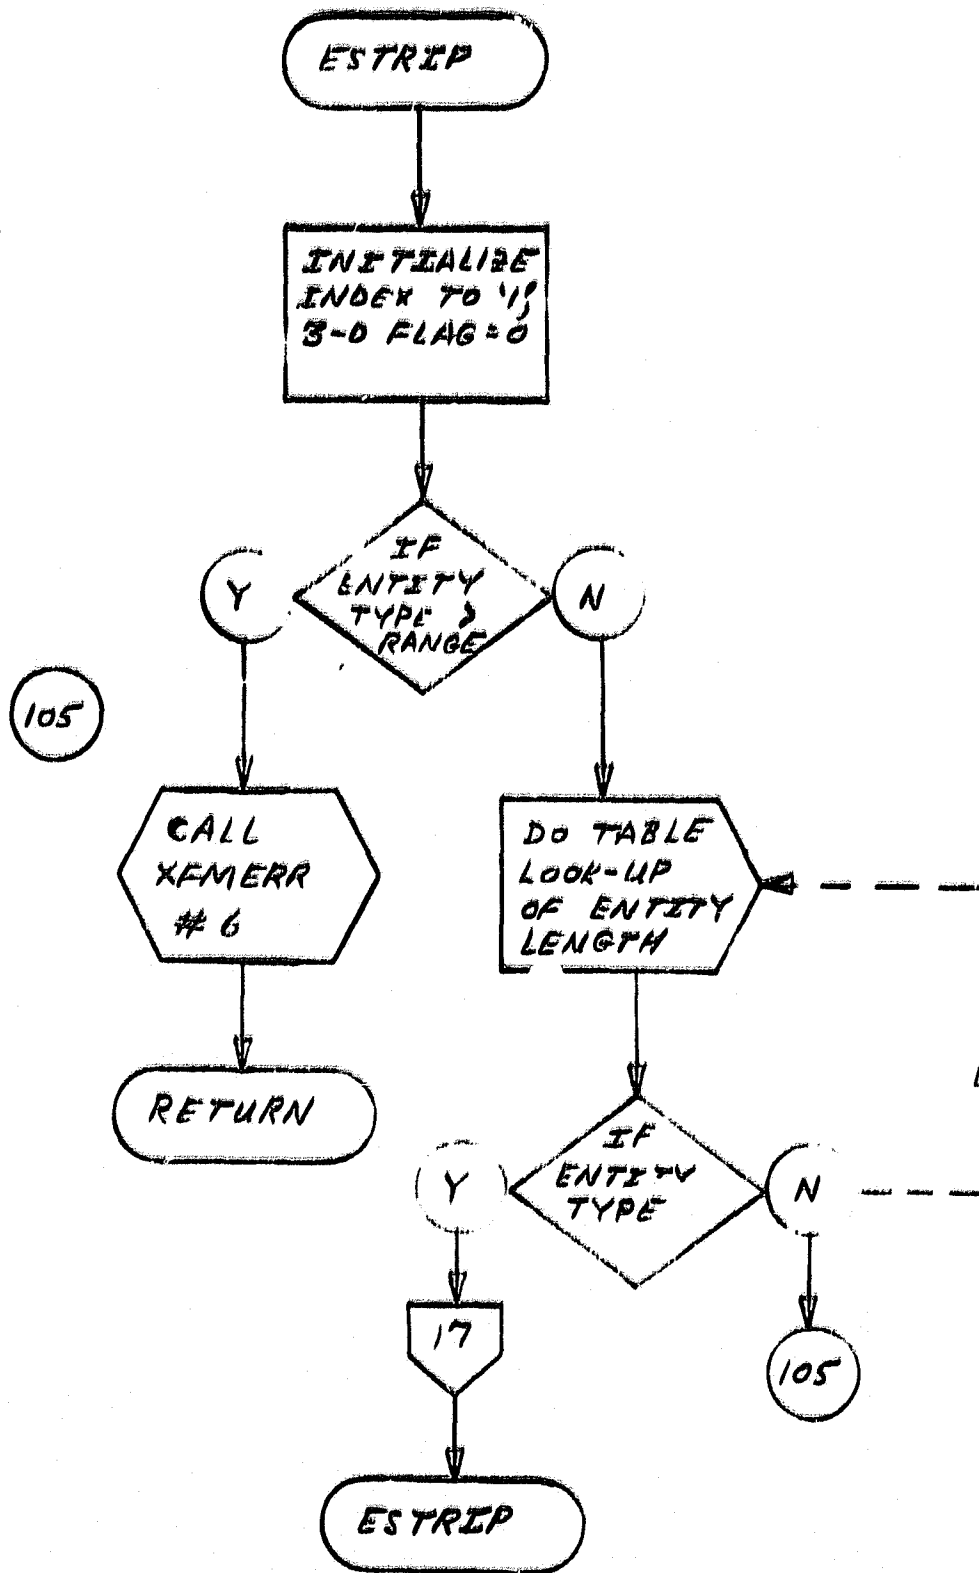 ESTRIP
INITIALIZE
INDEX TO '1',
3-D FLAG=0
IF
ENTITY
TYPE >
RANGE
Y
N
105
CALL
XFMERR
#6
DO TABLE
LOOK-UP
OF ENTITY
LENGTH
RETURN
IF
ENTITY
TYPE
Y
N
17
105
ESTRIP